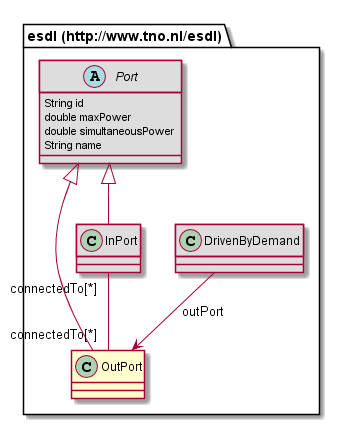 esdl (http://www.tno.nl/esdl)
A Port
String id
double maxPower
double simultaneousPower
String name
C InPort
C DrivenByDemand
connectedTo[*]
outPort
connectedTo[*]
C OutPort